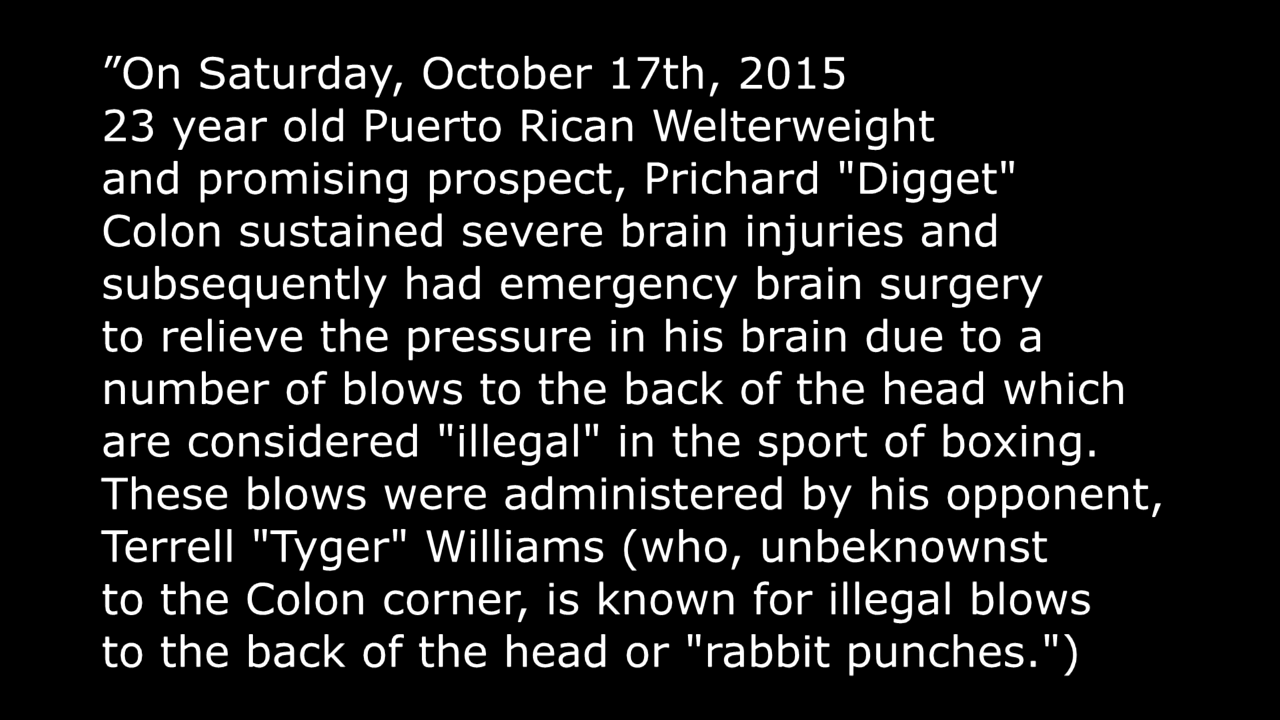 ”On Saturday, October 17th, 2015
23 year old Puerto Rican Welterweight
and promising prospect, Prichard "Digget"
Colon sustained severe brain injuries and
subsequently had emergency brain surgery
to relieve the pressure in his brain due to a
number of blows to the back of the head which
are considered "illegal" in the sport of boxing.
These blows were administered by his opponent,
Terrell "Tyger" Williams (who, unbeknownst
to the Colon corner, is known for illegal blows
to the back of the head or "rabbit punches.")